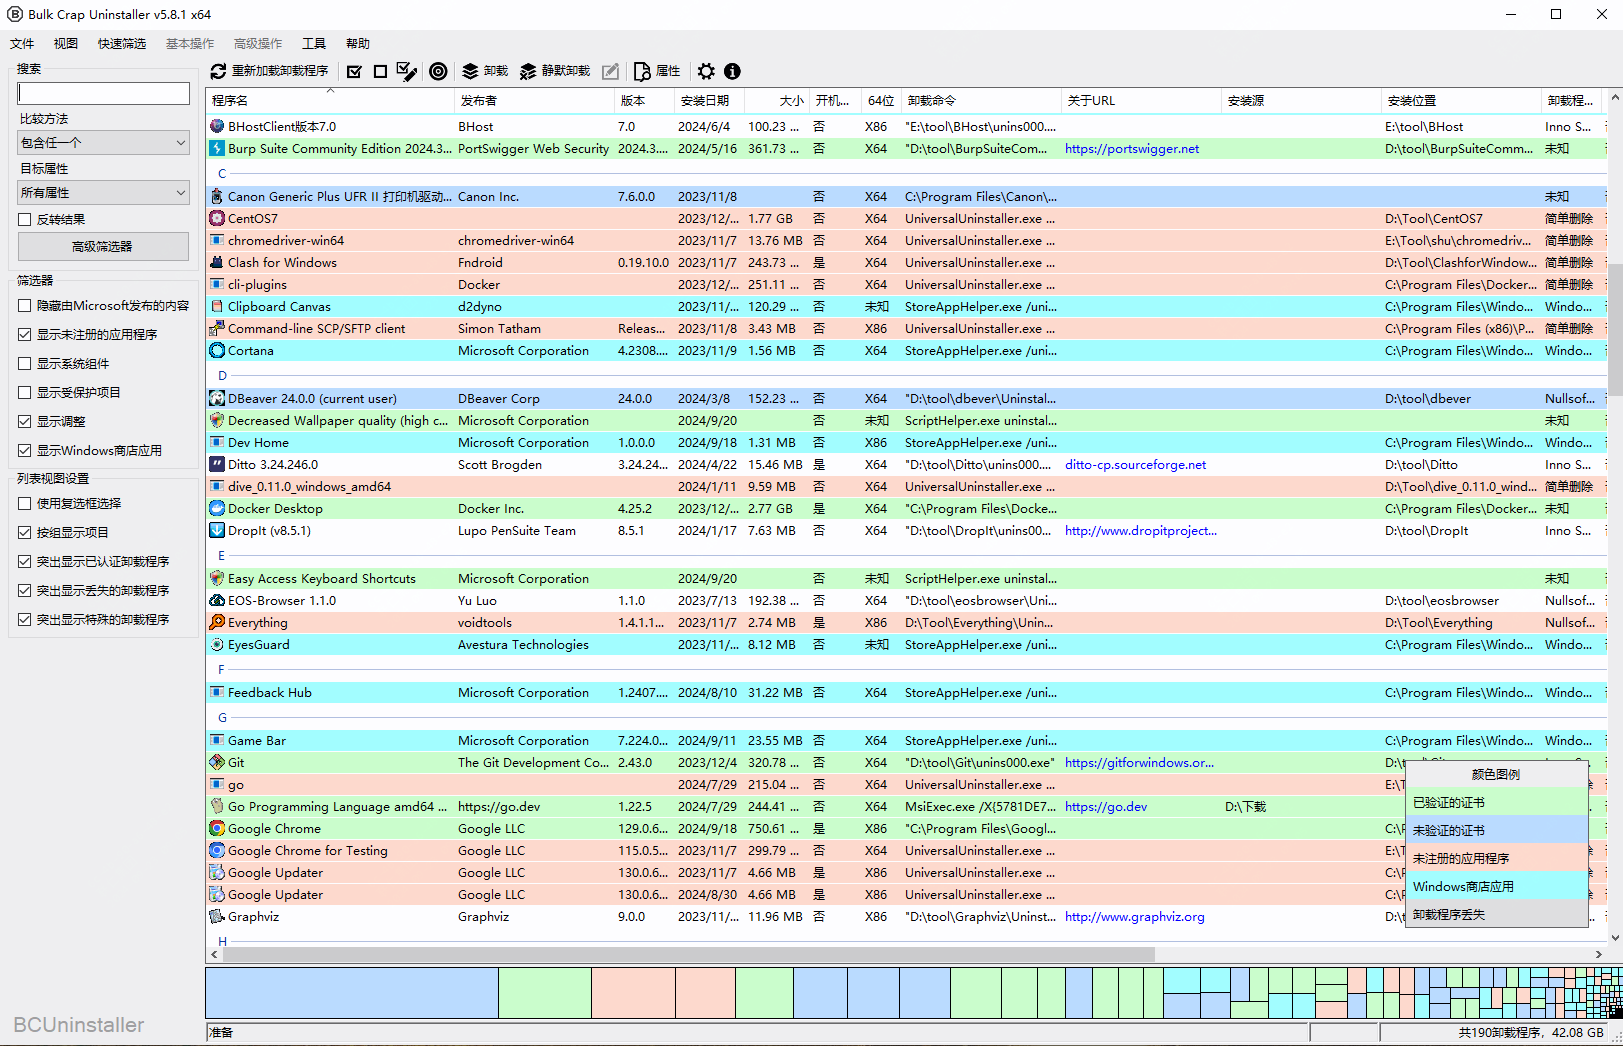 Bulk Crap Uninstaller v5.8.1 x64
文件 视图 快速筛选 基本操作 高级操作 工具 帮助
搜索
比较方法
包含任一个
目标属性
所有属性
反转结果
高级筛选器
筛选器
隐藏由Microsoft发布的内容
显示未注册的应用程序
显示系统组件
显示受保护项目
显示调整
显示Windows商店应用
列表视图设置
使用复选框选择
按组显示项目
突出显示已认证卸载程序
突出显示丢失的卸载程序
突出显示特殊的卸载程序
BCUninstaller
重新加载卸载程序 卸载 静默卸载 属性
程序名 发布者 版本 安装日期 大小 开机... 64位 卸载命令 关于URL 安装源 安装位置 卸载程...
BHostClient版本7.0 BHost 7.0 2024/6/4 100.23 ... 否 X86 "E:\tool\BHost\unins000.... E:\tool\BHost Inno S...
Burp Suite Community Edition 2024.3... PortSwigger Web Security 2024.3.... 2024/5/16 361.73 ... 否 X64 "D:\tool\BurpSuiteCom... https://portswigger.net D:\tool\BurpSuiteComm... 未知
C
Canon Generic Plus UFR II 打印机驱动... Canon Inc. 7.6.0.0 2023/11/8 否 X64 C:\Program Files\Canon\... 未知
CentOS7 2023/12/... 1.77 GB 否 X64 UniversalUninstaller.exe ... D:\Tool\CentOS7 简单删除
chromedriver-win64 chromedriver-win64 2023/11/7 13.76 MB 否 X64 UniversalUninstaller.exe ... E:\Tool\shu\chromedriv... 简单删除
Clash for Windows Fndroid 0.19.10.0 2023/11/7 243.73 ... 是 X64 UniversalUninstaller.exe ... D:\Tool\ClashforWindow... 简单删除
cli-plugins Docker 2023/12/... 251.11 ... 否 X64 UniversalUninstaller.exe ... C:\Program Files\Docker... 简单删除
Clipboard Canvas d2dyno 2023/11/... 120.29 ... 未知 X64 StoreAppHelper.exe /uni... C:\Program Files\Windo... Windo...
Command-line SCP/SFTP client Simon Tatham Releas... 2023/11/8 3.43 MB 否 X86 UniversalUninstaller.exe ... C:\Program Files (x86)\P... 简单删除
Cortana Microsoft Corporation 4.2308.... 2023/11/9 1.56 MB 否 X64 StoreAppHelper.exe /uni... C:\Program Files\Windo... Windo...
D
DBeaver 24.0.0 (current user) DBeaver Corp 24.0.0 2024/3/8 152.23 ... 否 X64 "D:\tool\dbever\Uninstal... D:\tool\dbever Nullsof...
Decreased Wallpaper quality (high c... Microsoft Corporation 2024/9/20 否 未知 ScriptHelper.exe uninstal... 未知
Dev Home Microsoft Corporation 1.0.0.0 2024/9/18 1.31 MB 否 X86 StoreAppHelper.exe /uni... C:\Program Files\Windo... Windo...
Ditto 3.24.246.0 Scott Brogden 3.24.24... 2024/4/22 15.46 MB 是 X64 "D:\tool\Ditto\unins000.... ditto-cp.sourceforge.net D:\tool\Ditto Inno S...
dive_0.11.0_windows_amd64 2024/1/11 9.59 MB 否 X64 UniversalUninstaller.exe ... D:\Tool\dive_0.11.0_wind... 简单删除
Docker Desktop Docker Inc. 4.25.2 2023/12/... 2.77 GB 是 X64 "C:\Program Files\Docke... C:\Program Files\Docker... 未知
DropIt (v8.5.1) Lupo PenSuite Team 8.5.1 2024/1/17 7.63 MB 否 X64 "D:\tool\DropIt\unins00... http://www.dropitproject... D:\tool\DropIt Inno S...
E
Easy Access Keyboard Shortcuts Microsoft Corporation 2024/9/20 否 未知 ScriptHelper.exe uninstal... 未知
EOS-Browser 1.1.0 Yu Luo 1.1.0 2023/7/13 192.38 ... 否 X64 "D:\tool\eosbrowser\Uni... D:\tool\eosbrowser Nullsof...
Everything voidtools 1.4.1.1... 2023/11/7 2.74 MB 是 X86 D:\Tool\Everything\Unin... D:\Tool\Everything Nullsof...
EyesGuard Avestura Technologies 2023/11/... 8.12 MB 否 未知 StoreAppHelper.exe /uni... C:\Program Files\Windo... Windo...
F
Feedback Hub Microsoft Corporation 1.2407.... 2024/8/10 31.22 MB 否 X64 StoreAppHelper.exe /uni... C:\Program Files\Windo... Windo...
G
Game Bar Microsoft Corporation 7.224.0... 2024/9/11 23.55 MB 否 X64 StoreAppHelper.exe /uni... C:\Program Files\Windo... Windo...
Git The Git Development Co... 2.43.0 2023/12/4 320.78 ... 否 X64 "D:\tool\Git\unins000.exe" https://gitforwindows.or...
go 2024/7/29 215.04 ... 否 X64 UniversalUninstaller.exe ...
Go Programming Language amd64 ... https://go.dev 1.22.5 2024/7/29 244.41 ... 否 X64 MsiExec.exe /X{5781DE7... https://go.dev D:\下载
Google Chrome Google LLC 129.0.6... 2024/9/18 750.61 ... 是 X86 "C:\Program Files\Googl...
Google Chrome for Testing Google LLC 115.0.5... 2023/11/7 299.79 ... 否 X64 UniversalUninstaller.exe ...
Google Updater Google LLC 130.0.6... 2023/11/7 4.66 MB 是 X86 UniversalUninstaller.exe ...
Google Updater Google LLC 130.0.6... 2024/8/30 4.66 MB 是 X86 UniversalUninstaller.exe ...
Graphviz Graphviz 9.0.0 2023/11/... 11.96 MB 否 X86 "D:\tool\Graphviz\Uninst... http://www.graphviz.org
H
颜色图例
已验证的证书
未验证的证书
未注册的应用程序
Windows商店应用
卸载程序丢失
准备
共190卸载程序，42.08 GB